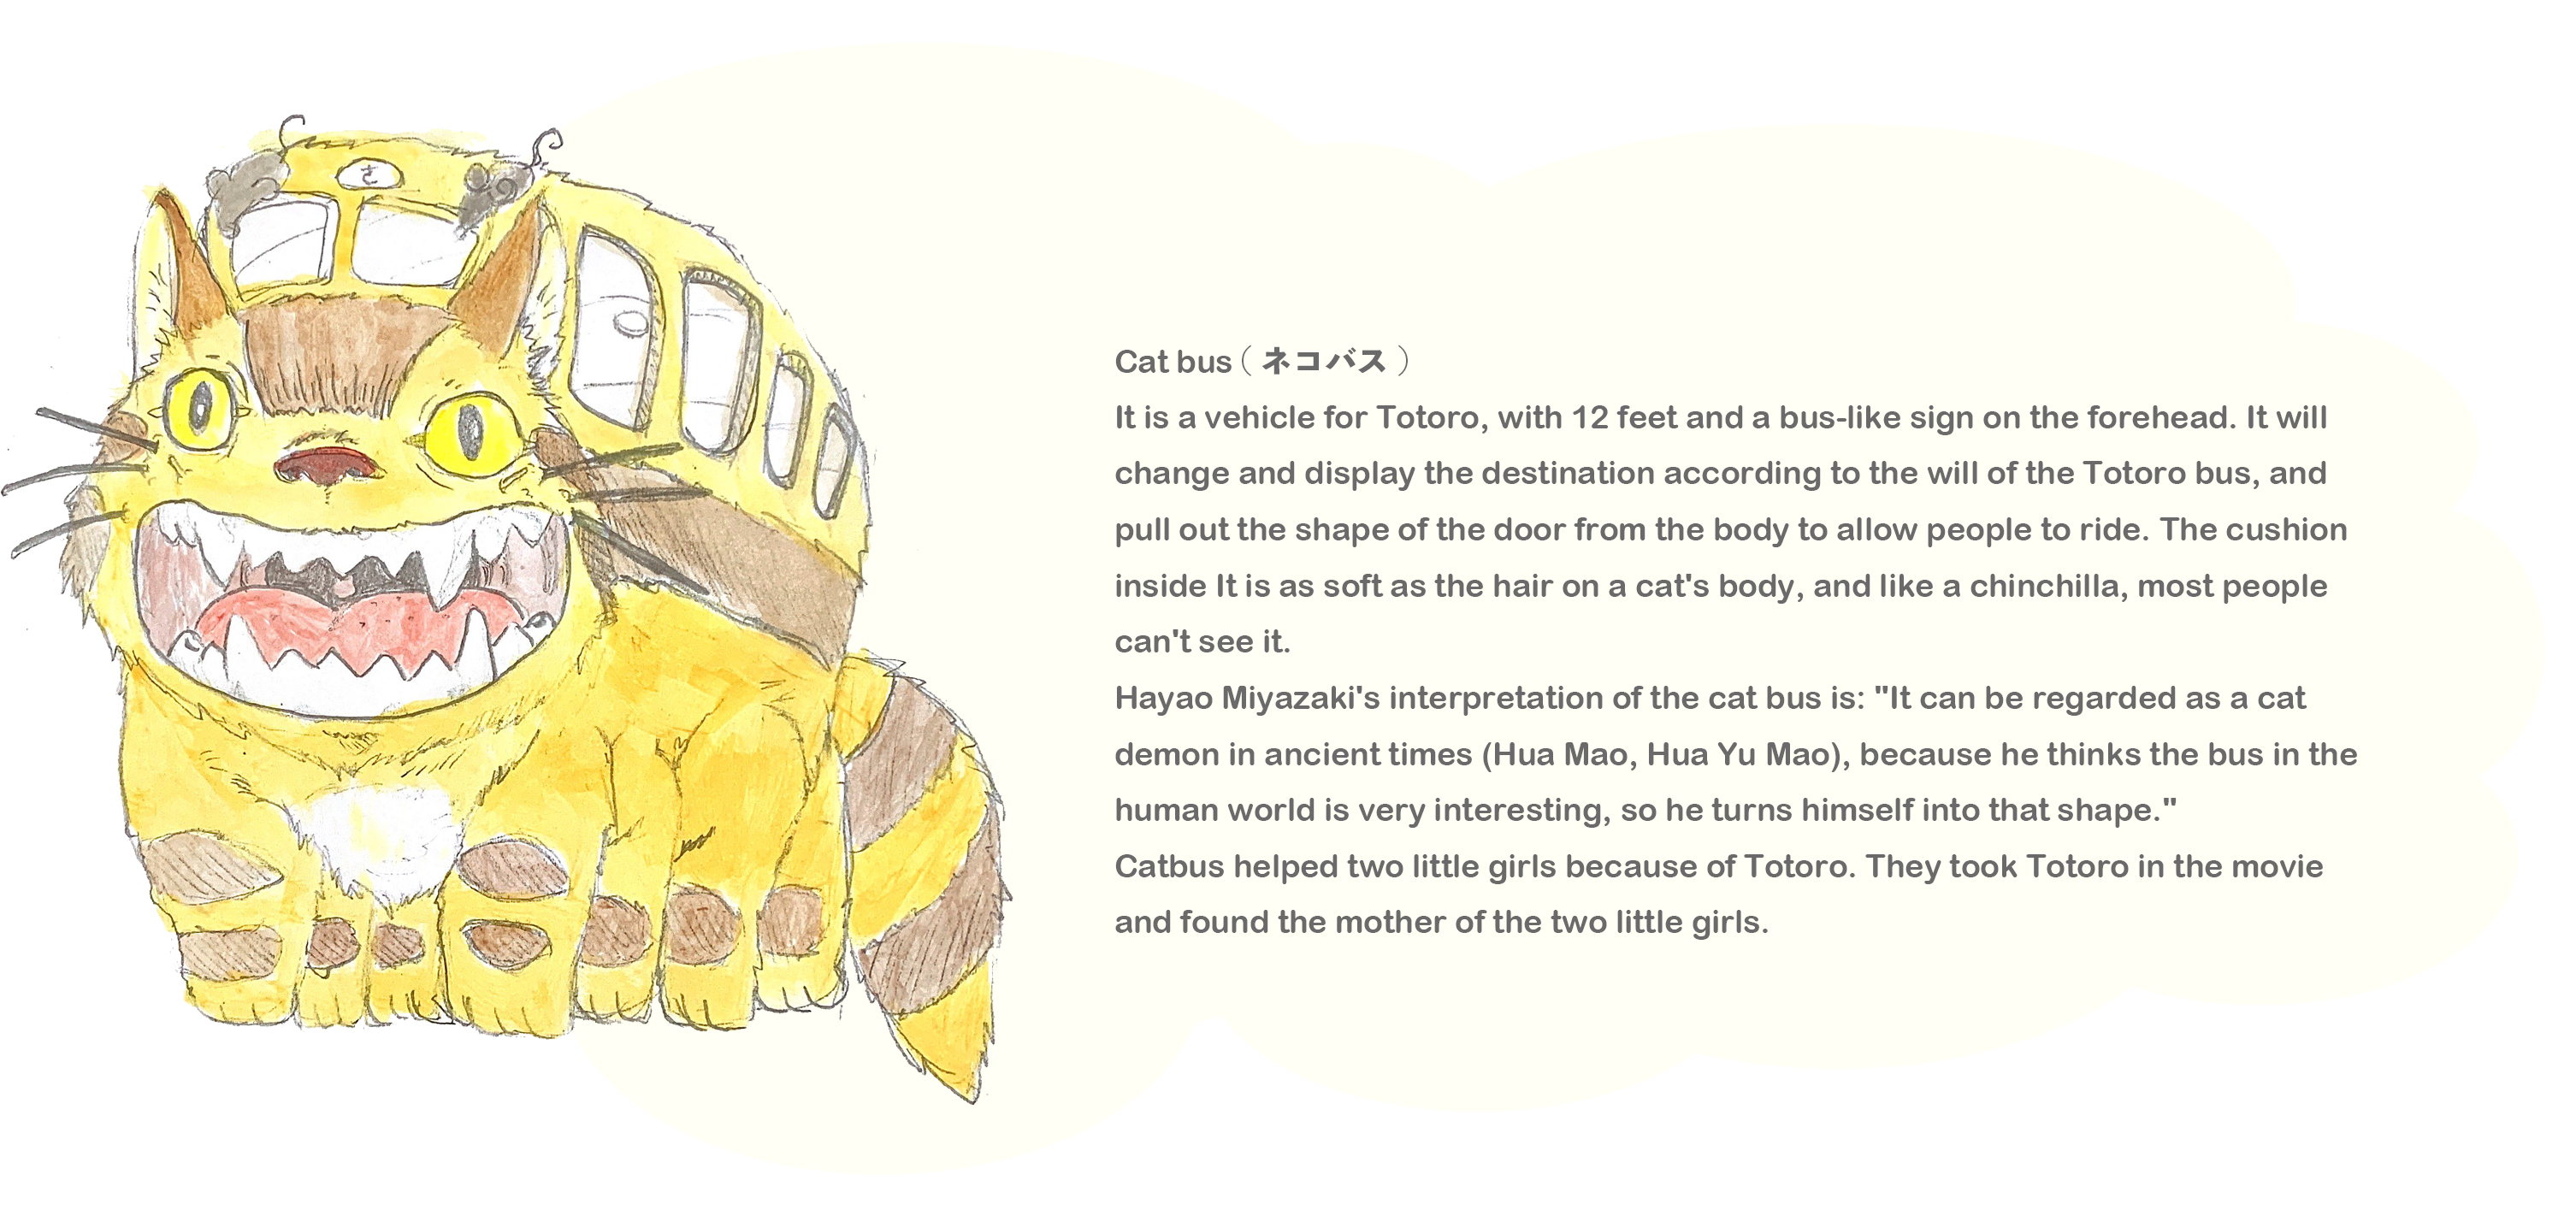 さ
Cat bus（ネコバス）
It is a vehicle for Totoro, with 12 feet and a bus-like sign on the forehead. It will
change and display the destination according to the will of the Totoro bus, and
pull out the shape of the door from the body to allow people to ride. The cushion
inside It is as soft as the hair on a cat's body, and like a chinchilla, most people
can't see it.
Hayao Miyazaki's interpretation of the cat bus is: "It can be regarded as a cat
demon in ancient times (Hua Mao, Hua Yu Mao), because he thinks the bus in the
human world is very interesting, so he turns himself into that shape."
Catbus helped two little girls because of Totoro. They took Totoro in the movie
and found the mother of the two little girls.